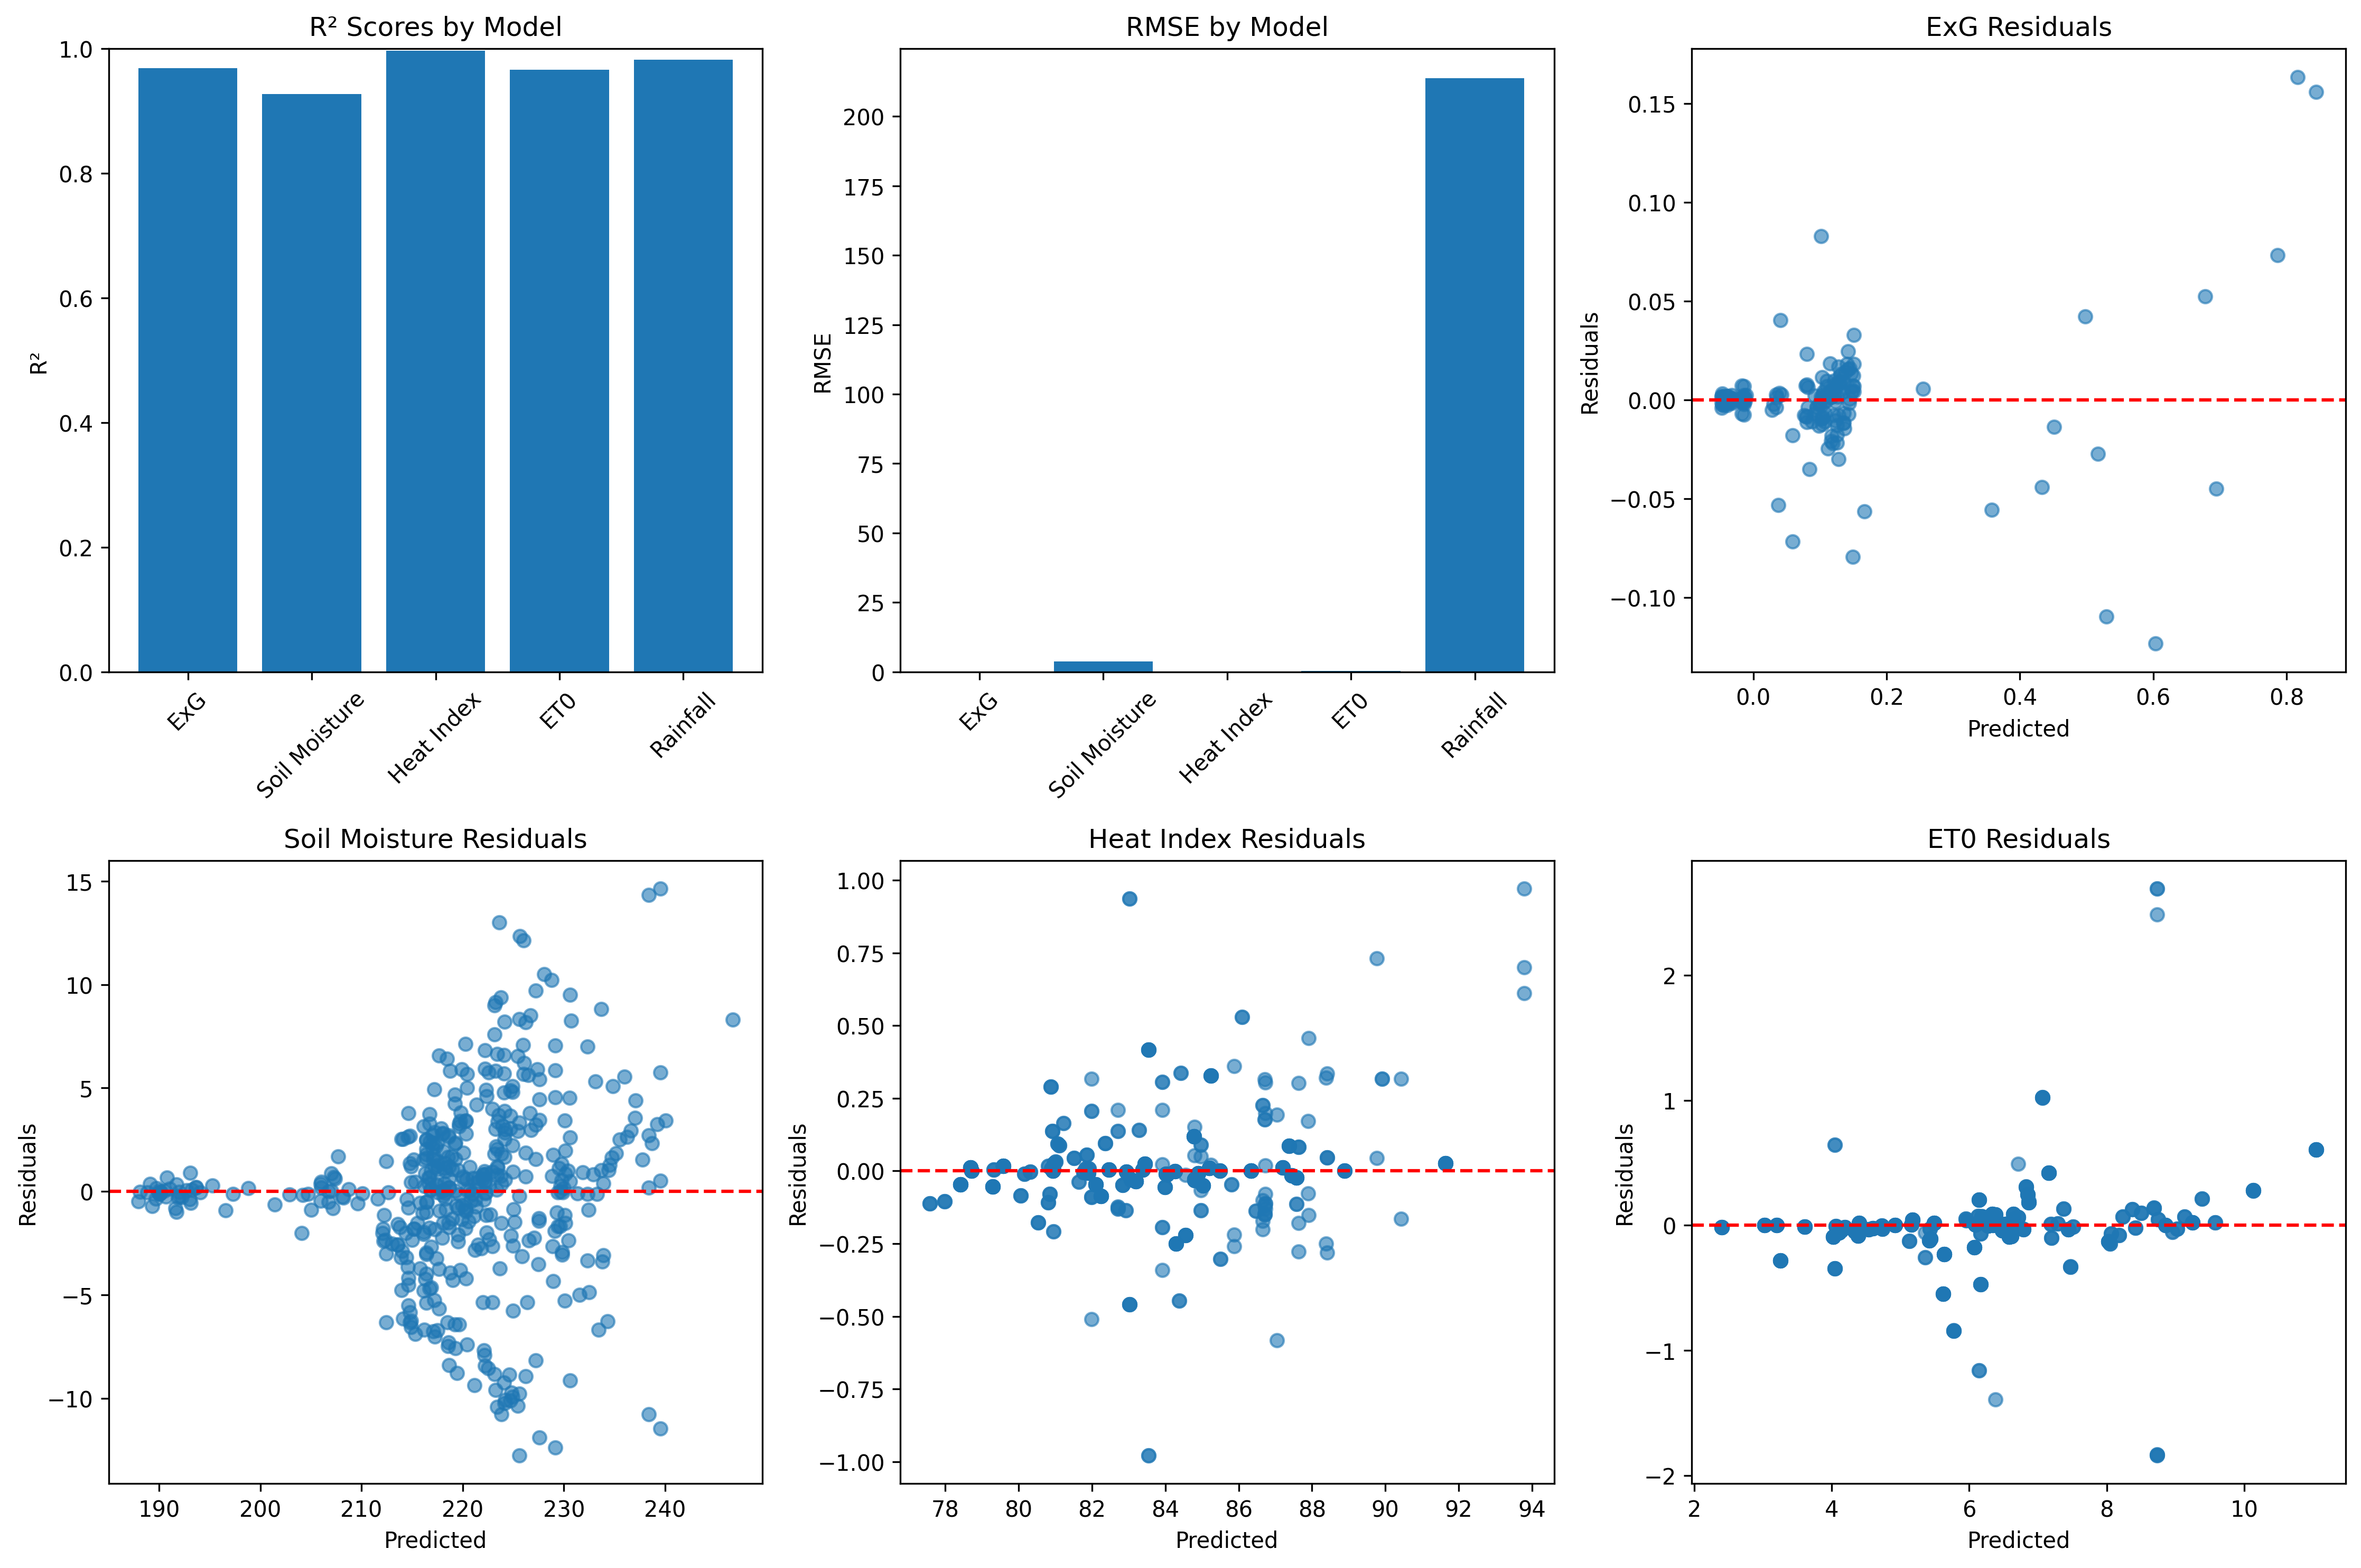 R² Scores by Model
1.0
0.8
0.6
0.4
0.2
0.0
R²
ExG
Soil Moisture
Heat Index
ET0
Rainfall
RMSE by Model
200
175
150
125
100
75
50
25
0
RMSE
ExG
Soil Moisture
Heat Index
ET0
Rainfall
ExG Residuals
0.15
0.10
0.05
0.00
−0.05
−0.10
Residuals
0.0 0.2 0.4 0.6 0.8
Predicted
Soil Moisture Residuals
15
10
5
0
−5
−10
Residuals
190 200 210 220 230 240
Predicted
Heat Index Residuals
1.00
0.75
0.50
0.25
0.00
−0.25
−0.50
−0.75
−1.00
Residuals
78 80 82 84 86 88 90 92 94
Predicted
ET0 Residuals
2
1
0
−1
−2
Residuals
2 4 6 8 10
Predicted